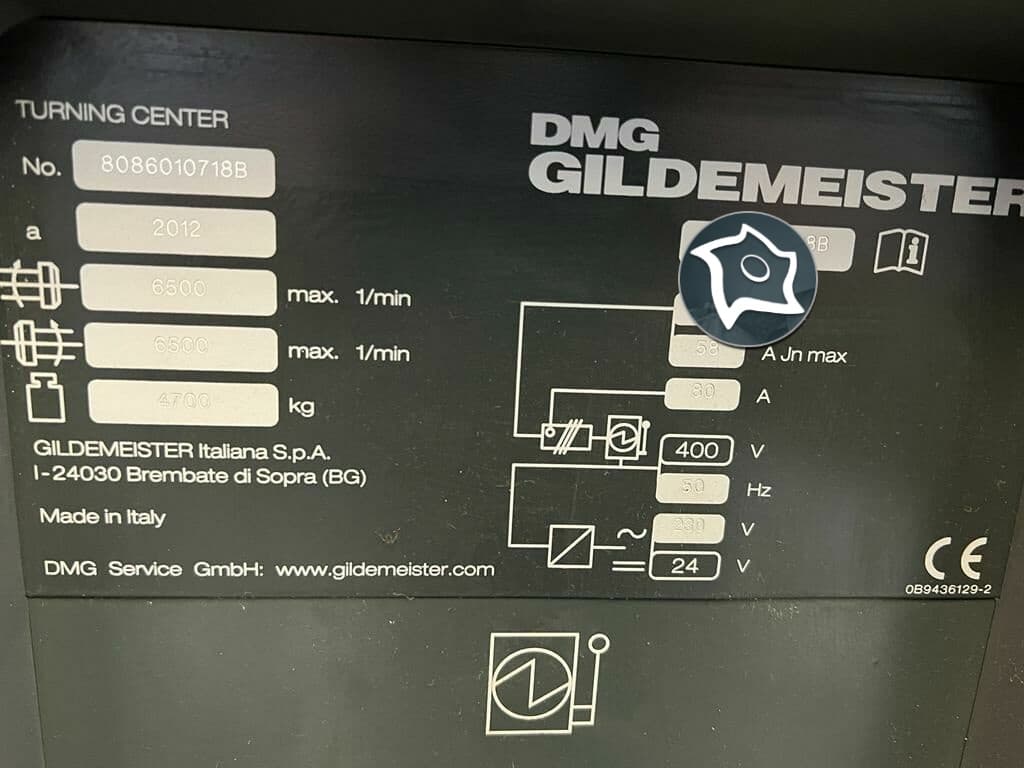 TURNING CENTER
No. 8086010718B
a 2012
6500 max. 1/min
6500 max. 1/min
4700 kg
GILDEMEISTER Italiana S.p.A.
I-24030 Brembate di Sopra (BG)
Made in Italy
DMG Service GmbH: www.gildemeister.com
DMG
GILDEMEISTER
8B
58 A Jn max
80 A
400 V
50 Hz
230 V
24 V
CE
0B9436129-2